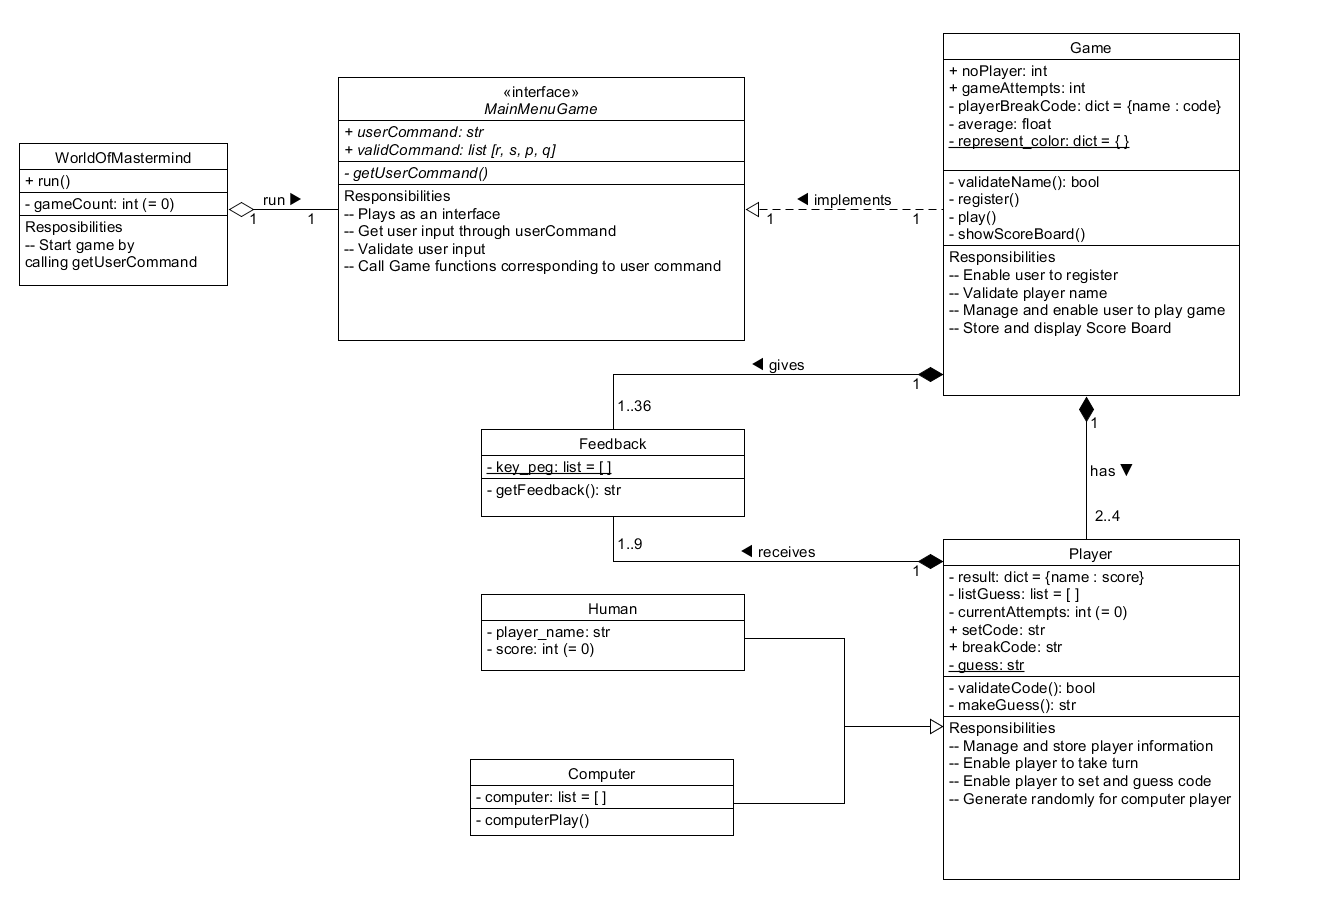 WorldOfMastermind
+ run()
- gameCount: int (= 0)
Resposibilities
-- Start game by
calling getUserCommand
1
run ►
1
«interface»
MainMenuGame
+ userCommand: str
+ validCommand: list [r, s, p, q]
- getUserCommand()
Responsibilities
-- Plays as an interface
-- Get user input through userCommand
-- Validate user input
-- Call Game functions corresponding to user command
1
◄ implements
1
Game
+ noPlayer: int
+ gameAttempts: int
- playerBreakCode: dict = {name : code}
- average: float
- represent_color: dict = { }
- validateName(): bool
- register()
- play()
- showScoreBoard()
Responsibilities
-- Enable user to register
-- Validate player name
-- Manage and enable user to play game
-- Store and display Score Board
◄ gives
1
1..36
1
has ▼
2..4
Feedback
- key_peg: list = [ ]
- getFeedback(): str
1..9
◄ receives
1
Player
- result: dict = {name : score}
- listGuess: list = [ ]
- currentAttempts: int (= 0)
+ setCode: str
+ breakCode: str
- guess: str
- validateCode(): bool
- makeGuess(): str
Responsibilities
-- Manage and store player information
-- Enable player to take turn
-- Enable player to set and guess code
-- Generate randomly for computer player
Human
- player_name: str
- score: int (= 0)
Computer
- computer: list = [ ]
- computerPlay()